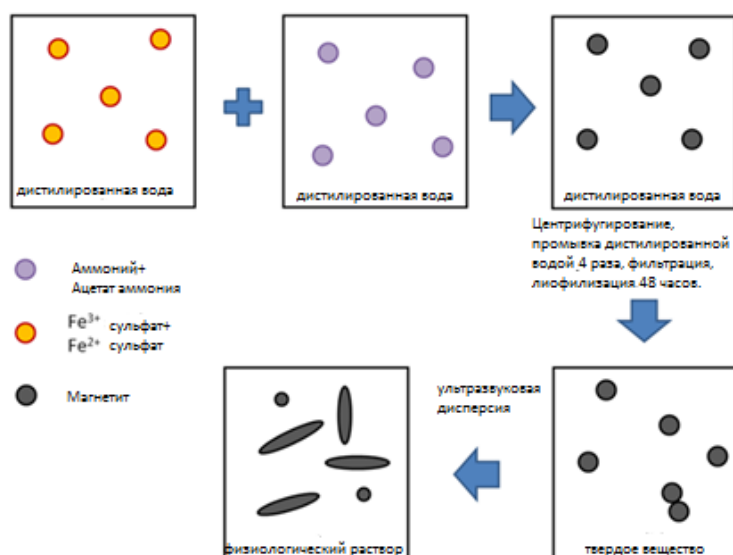 дистилированная вода
дистилированная вода
дистилированная вода
Центрифугирование,
промывка дистилированной
водой 4 раза, фильтрация,
лиофилизация 48 часов.
Аммоний+
Ацетат аммония
Fe³⁺ сульфат+
Fe²⁺ сульфат
Магнетит
ультразвуковая
дисперсия
физиологический раствор
твердое вещество